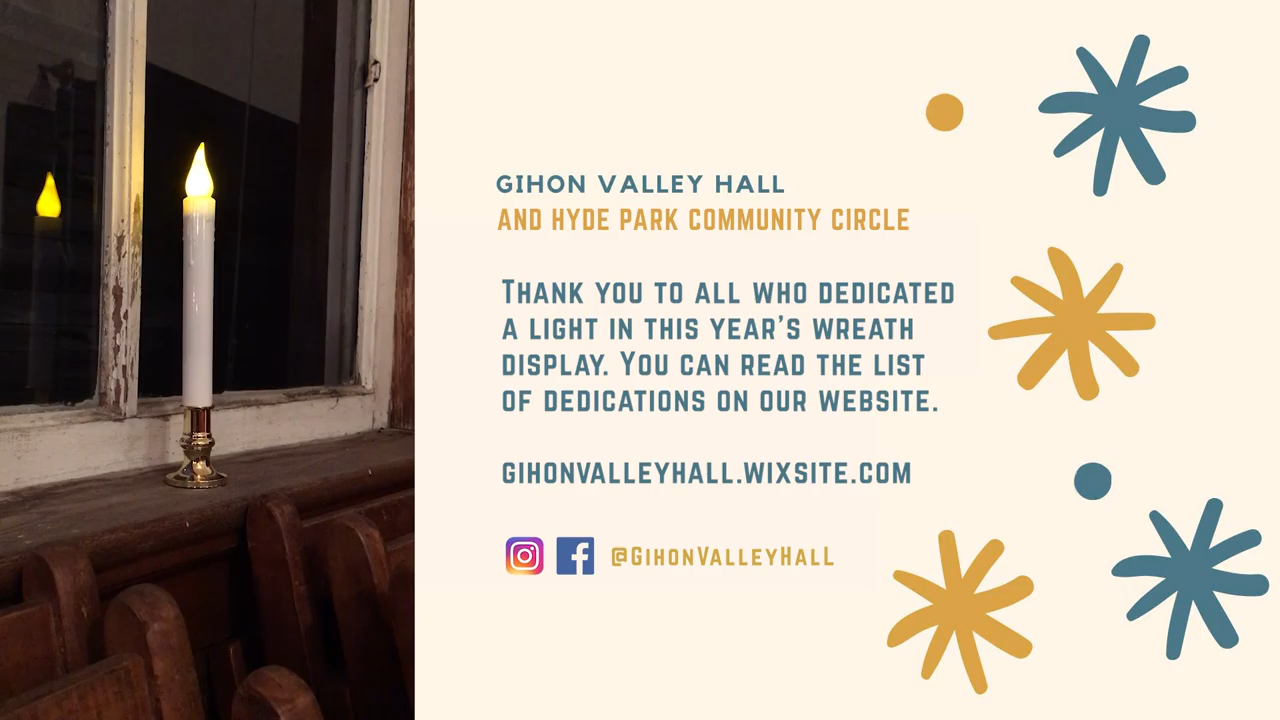 GIHON VALLEY HALL
AND HYDE PARK COMMUNITY CIRCLE
THANK YOU TO ALL WHO DEDICATED
A LIGHT IN THIS YEAR'S WREATH
DISPLAY. YOU CAN READ THE LIST
OF DEDICATIONS ON OUR WEBSITE.
GIHONVALLEYHALL.WIXSITE.COM
@GIHONVALLEYHALL